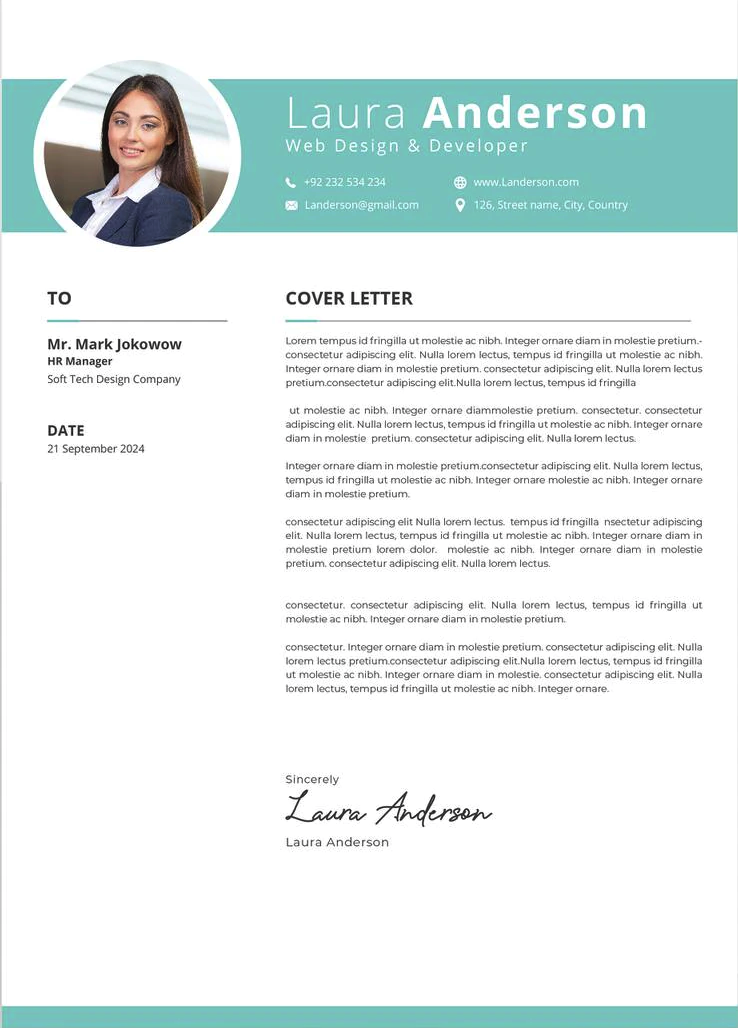 Laura Anderson
Web Design & Developer
+92 232 534 234
www.Landerson.com
Landerson@gmail.com
126, Street name, City, Country
TO
Mr. Mark Jokowow
HR Manager
Soft Tech Design Company
DATE
21 September 2024
COVER LETTER
Lorem tempus id fringilla ut molestie ac nibh. Integer ornare diam in molestie pretium.-
consectetur adipiscing elit. Nulla lorem lectus, tempus id fringilla ut molestie ac nibh.
Integer ornare diam in molestie pretium. consectetur adipiscing elit. Nulla lorem lectus
pretium.consectetur adipiscing elit.Nulla lorem lectus, tempus id fringilla
ut molestie ac nibh. Integer ornare diammolestie pretium. consectetur. consectetur
adipiscing elit. Nulla lorem lectus, tempus id fringilla ut molestie ac nibh. Integer ornare
diam in molestie pretium. consectetur adipiscing elit. Nulla lorem lectus.
Integer ornare diam in molestie pretium.consectetur adipiscing elit. Nulla lorem lectus,
tempus id fringilla ut molestie ac nibh. Integer ornare molestie ac nibh. Integer ornare
diam in molestie pretium.
consectetur adipiscing elit Nulla lorem lectus. tempus id fringilla nsectetur adipiscing
elit. Nulla lorem lectus, tempus id fringilla ut molestie ac nibh. Integer ornare diam in
molestie pretium lorem dolor. molestie ac nibh. Integer ornare diam in molestie
pretium. consectetur adipiscing elit. Nulla lorem lectus.
consectetur. consectetur adipiscing elit. Nulla lorem lectus, tempus id fringilla ut
molestie ac nibh. Integer ornare diam in molestie pretium.
consectetur. Integer ornare diam in molestie pretium. consectetur adipiscing elit. Nulla
lorem lectus pretium.consectetur adipiscing elit.Nulla lorem lectus, tempus id fringilla
ut molestie ac nibh. Integer ornare diam in molestie. consectetur adipiscing elit. Nulla
lorem lectus, tempus id fringilla ut molestie ac nibh. Integer ornare.
Sincerely
Laura Anderson
Laura Anderson